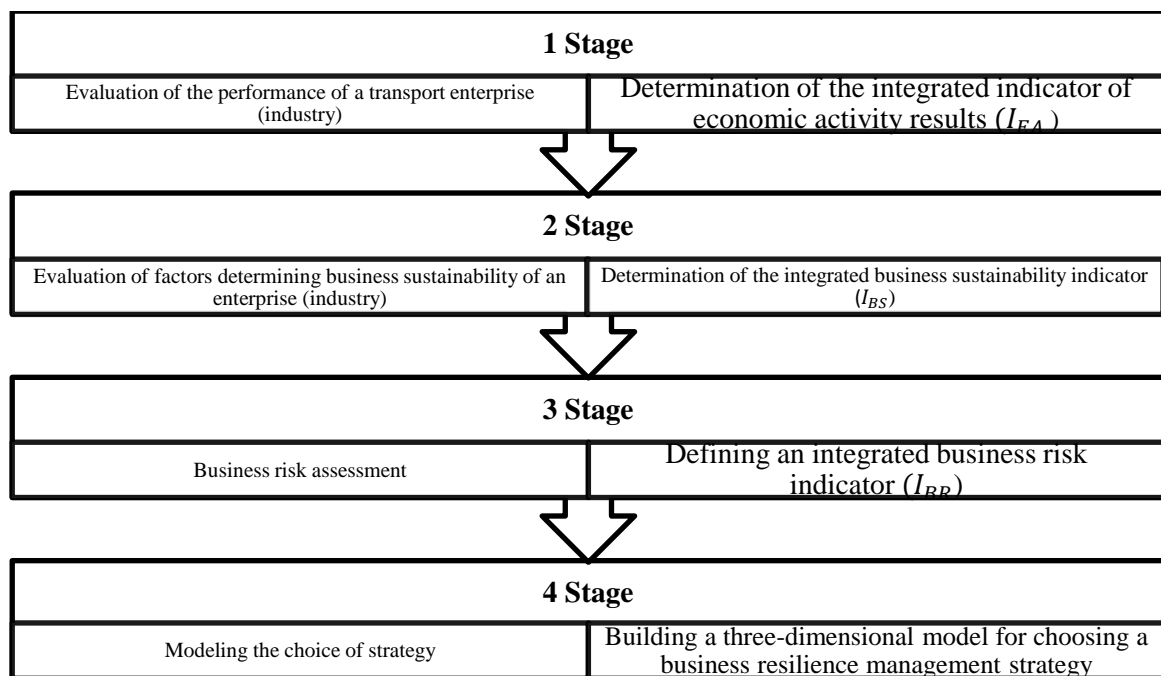 1 Stage
Evaluation of the performance of a transport enterprise
(industry)
Determination of the integrated indicator of
economic activity results (I_EA)
2 Stage
Evaluation of factors determining business sustainability of an
enterprise (industry)
Determination of the integrated business sustainability indicator
(I_BS)
3 Stage
Business risk assessment
Defining an integrated business risk
indicator (I_BR)
4 Stage
Modeling the choice of strategy
Building a three-dimensional model for choosing a
business resilience management strategy